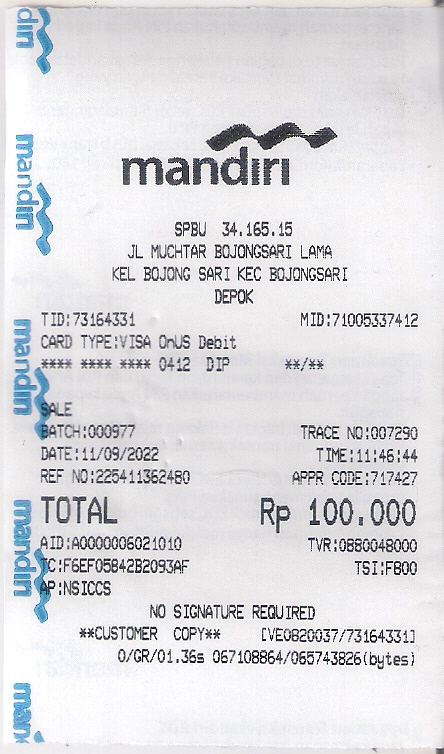 mandiri
SPBU 34.165.15
JL MUCHTAR BOJONGSARI LAMA
KEL BOJONG SARI KEC BOJONGSARI
DEPOK
TID:73164331 MID:71005337412
CARD TYPE:VISA OnUS Debit
**** **** **** 0412 DIP **/**
SALE
BATCH:000977 TRACE NO:007290
DATE:11/09/2022 TIME:11:46:44
REF NO:225411362480 APPR CODE:717427
TOTAL Rp 100.000
AID:A0000006021010 TVR:0880048000
TC:F6EF05842B2093AF TSI:F800
AP:NSICCS
NO SIGNATURE REQUIRED
**CUSTOMER COPY** [VE0820037/73164331]
0/GR/01.36s 067108864/065743826(bytes)
mandiri
mandiri
mandiri
mandiri